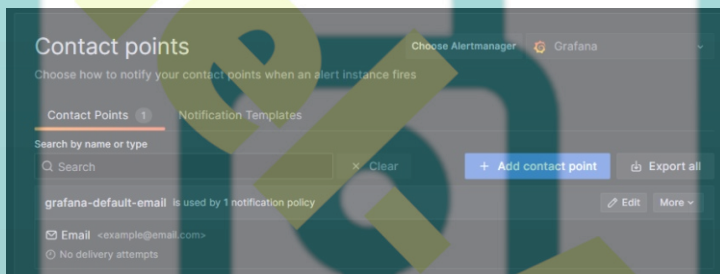 Contact points
Choose Alertmanager
Grafana
Choose how to notify your contact points when an alert instance fires
Contact Points 1
Notification Templates
Search by name or type
Search
Clear
+ Add contact point
Export all
grafana-default-email is used by 1 notification policy
Edit
More
Email <example@email.com>
No delivery attempts